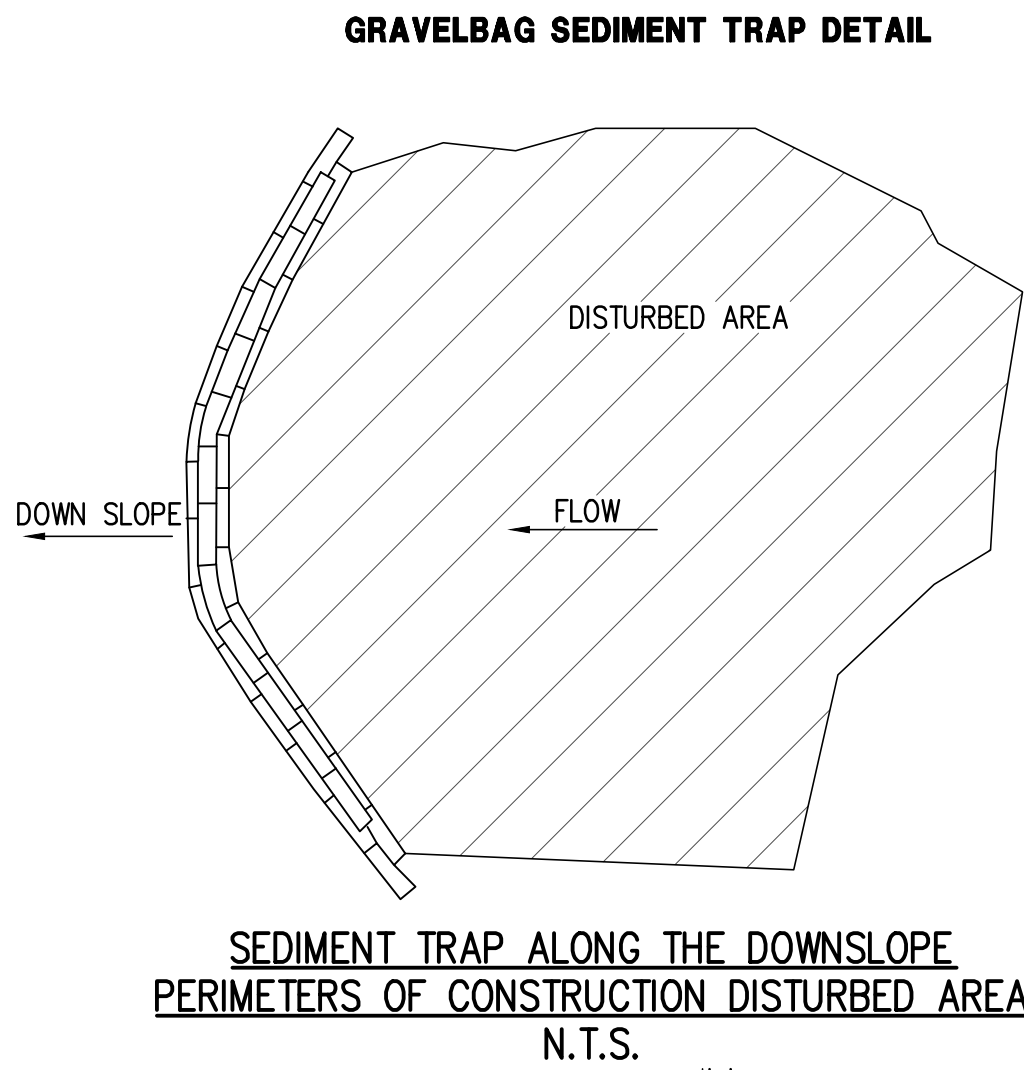 GRAVELBAG SEDIMENT TRAP DETAIL
DISTURBED AREA
DOWN SLOPE
FLOW
SEDIMENT TRAP ALONG THE DOWNSLOPE
PERIMETERS OF CONSTRUCTION DISTURBED AREA
N.T.S.